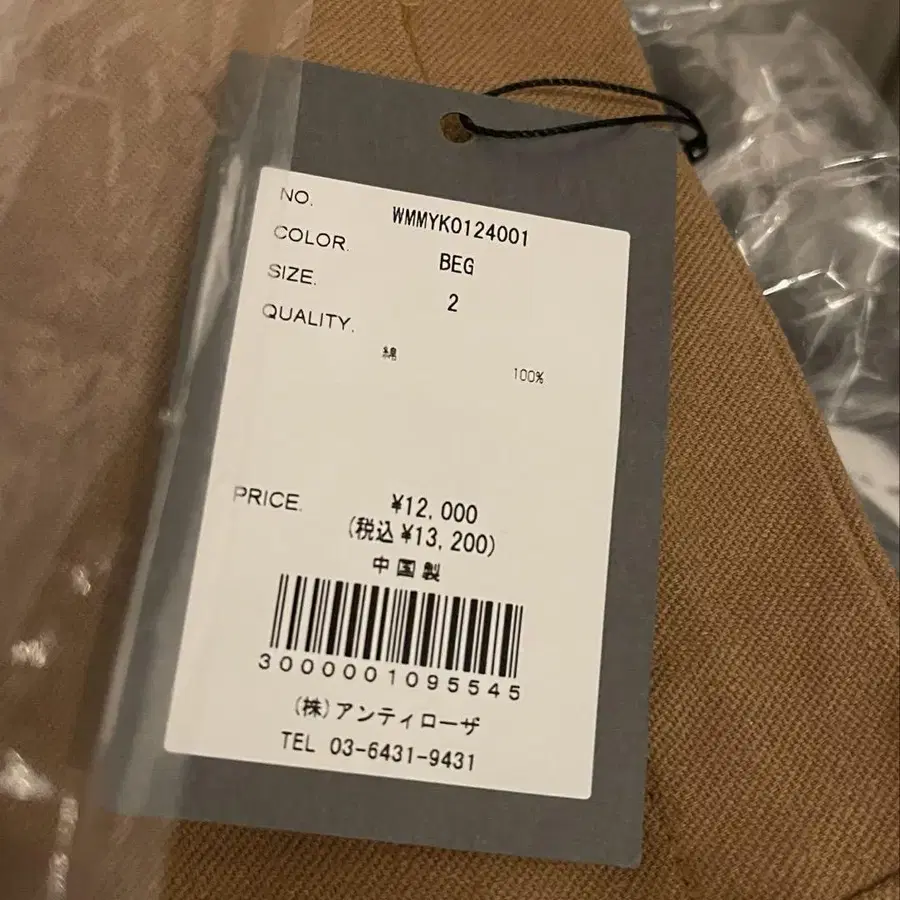 NO. WMMYK0124001
COLOR. BEG
SIZE. 2
QUALITY.
綿 100%
PRICE. ¥12,000
(税込¥13,200)
中国製
3000001095545
(株)アンティローザ
TEL 03-6431-9431